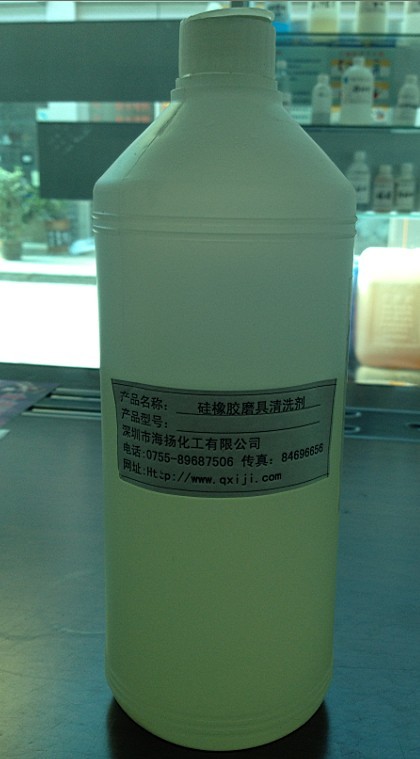 产品名称： 硅橡胶磨具清洗剂
产品型号：
深圳市海扬化工有限公司
电话:0755-89687506 传真：84696656
网址:Http://www.qxiji.com